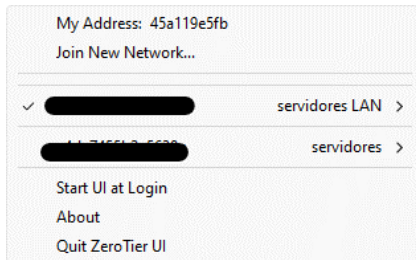 My Address: 45a119e5fb
Join New Network...
servidores LAN
servidores
Start UI at Login
About
Quit ZeroTier UI